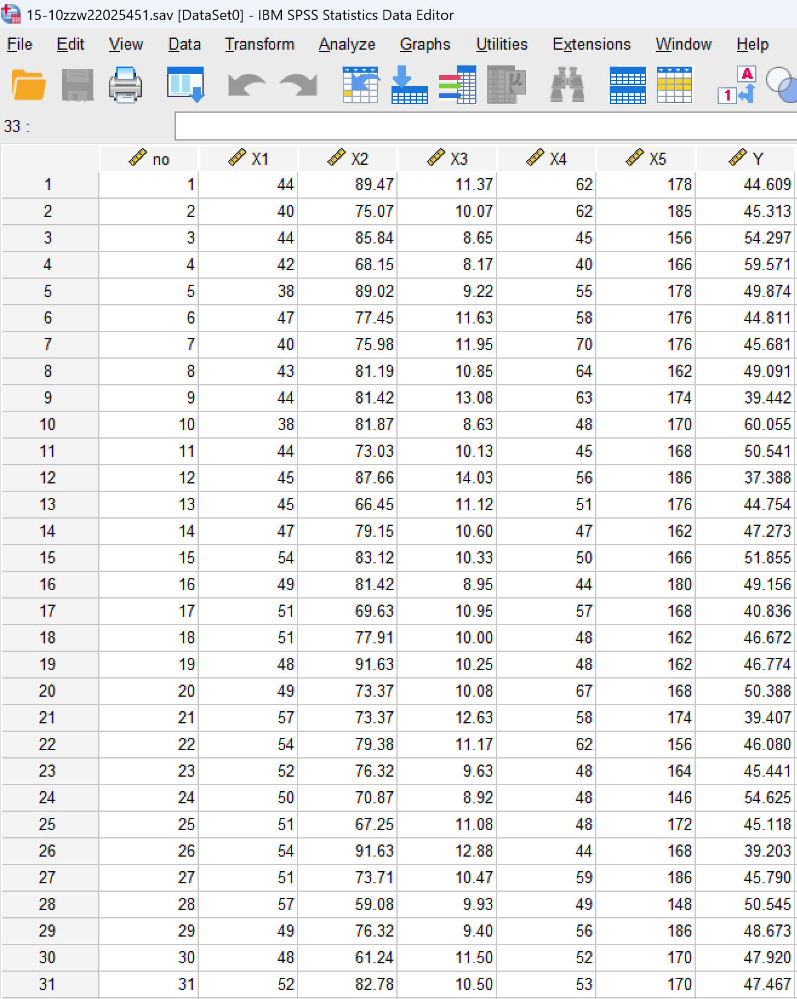 15-10zzw22025451.sav [DataSet0] - IBM SPSS Statistics Data Editor
File Edit View Data Transform Analyze Graphs Utilities Extensions Window Help
μ A 1
33 :
no X1 X2 X3 X4 X5 Y
1 1 44 89.47 11.37 62 178 44.609
2 2 40 75.07 10.07 62 185 45.313
3 3 44 85.84 8.65 45 156 54.297
4 4 42 68.15 8.17 40 166 59.571
5 5 38 89.02 9.22 55 178 49.874
6 6 47 77.45 11.63 58 176 44.811
7 7 40 75.98 11.95 70 176 45.681
8 8 43 81.19 10.85 64 162 49.091
9 9 44 81.42 13.08 63 174 39.442
10 10 38 81.87 8.63 48 170 60.055
11 11 44 73.03 10.13 45 168 50.541
12 12 45 87.66 14.03 56 186 37.388
13 13 45 66.45 11.12 51 176 44.754
14 14 47 79.15 10.60 47 162 47.273
15 15 54 83.12 10.33 50 166 51.855
16 16 49 81.42 8.95 44 180 49.156
17 17 51 69.63 10.95 57 168 40.836
18 18 51 77.91 10.00 48 162 46.672
19 19 48 91.63 10.25 48 162 46.774
20 20 49 73.37 10.08 67 168 50.388
21 21 57 73.37 12.63 58 174 39.407
22 22 54 79.38 11.17 62 156 46.080
23 23 52 76.32 9.63 48 164 45.441
24 24 50 70.87 8.92 48 146 54.625
25 25 51 67.25 11.08 48 172 45.118
26 26 54 91.63 12.88 44 168 39.203
27 27 51 73.71 10.47 59 186 45.790
28 28 57 59.08 9.93 49 148 50.545
29 29 49 76.32 9.40 56 186 48.673
30 30 48 61.24 11.50 52 170 47.920
31 31 52 82.78 10.50 53 170 47.467